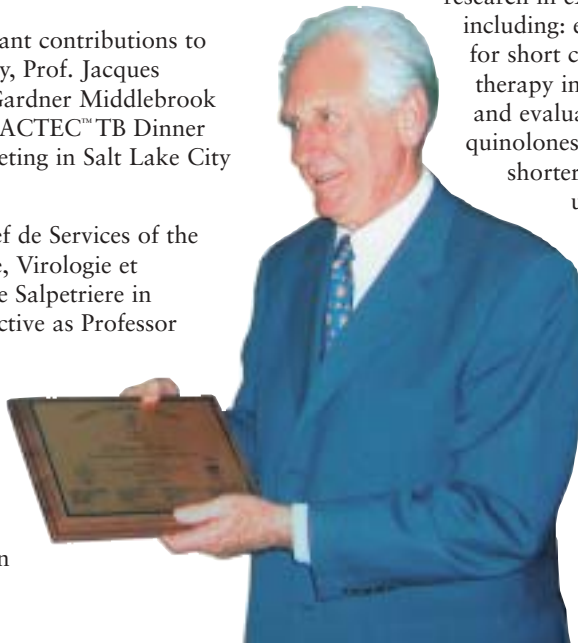 ant contributions to
y, Prof. Jacques
Gardner Middlebrook
ACTEC™ TB Dinner
eting in Salt Lake City
ef de Services of the
e, Virologie et
e Salpetriere in
ctive as Professor
n
including: e
for short c
therapy in
and evalua
quinolones
shorter
u